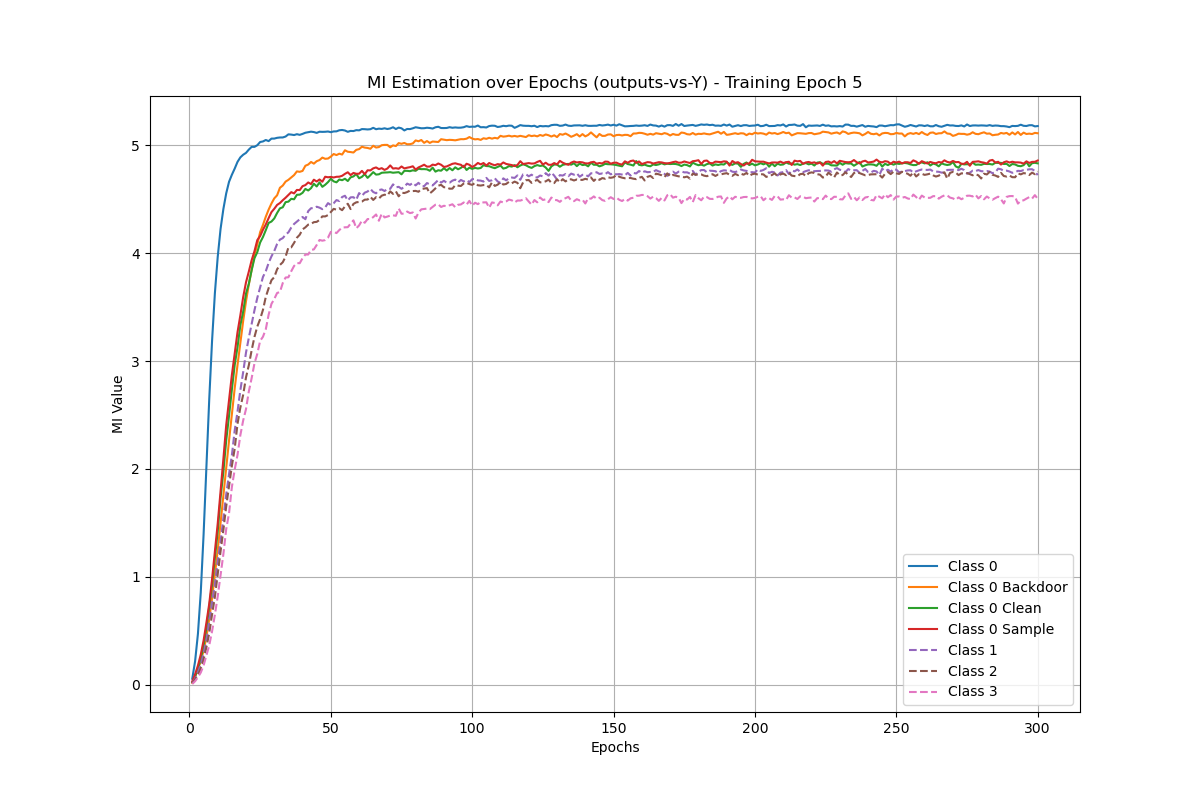 MI Estimation over Epochs (outputs-vs-Y) - Training Epoch 5
MI Value
5
4
3
2
1
0
0 50 100 150 200 250 300
Epochs
Class 0
Class 0 Backdoor
Class 0 Clean
Class 0 Sample
Class 1
Class 2
Class 3